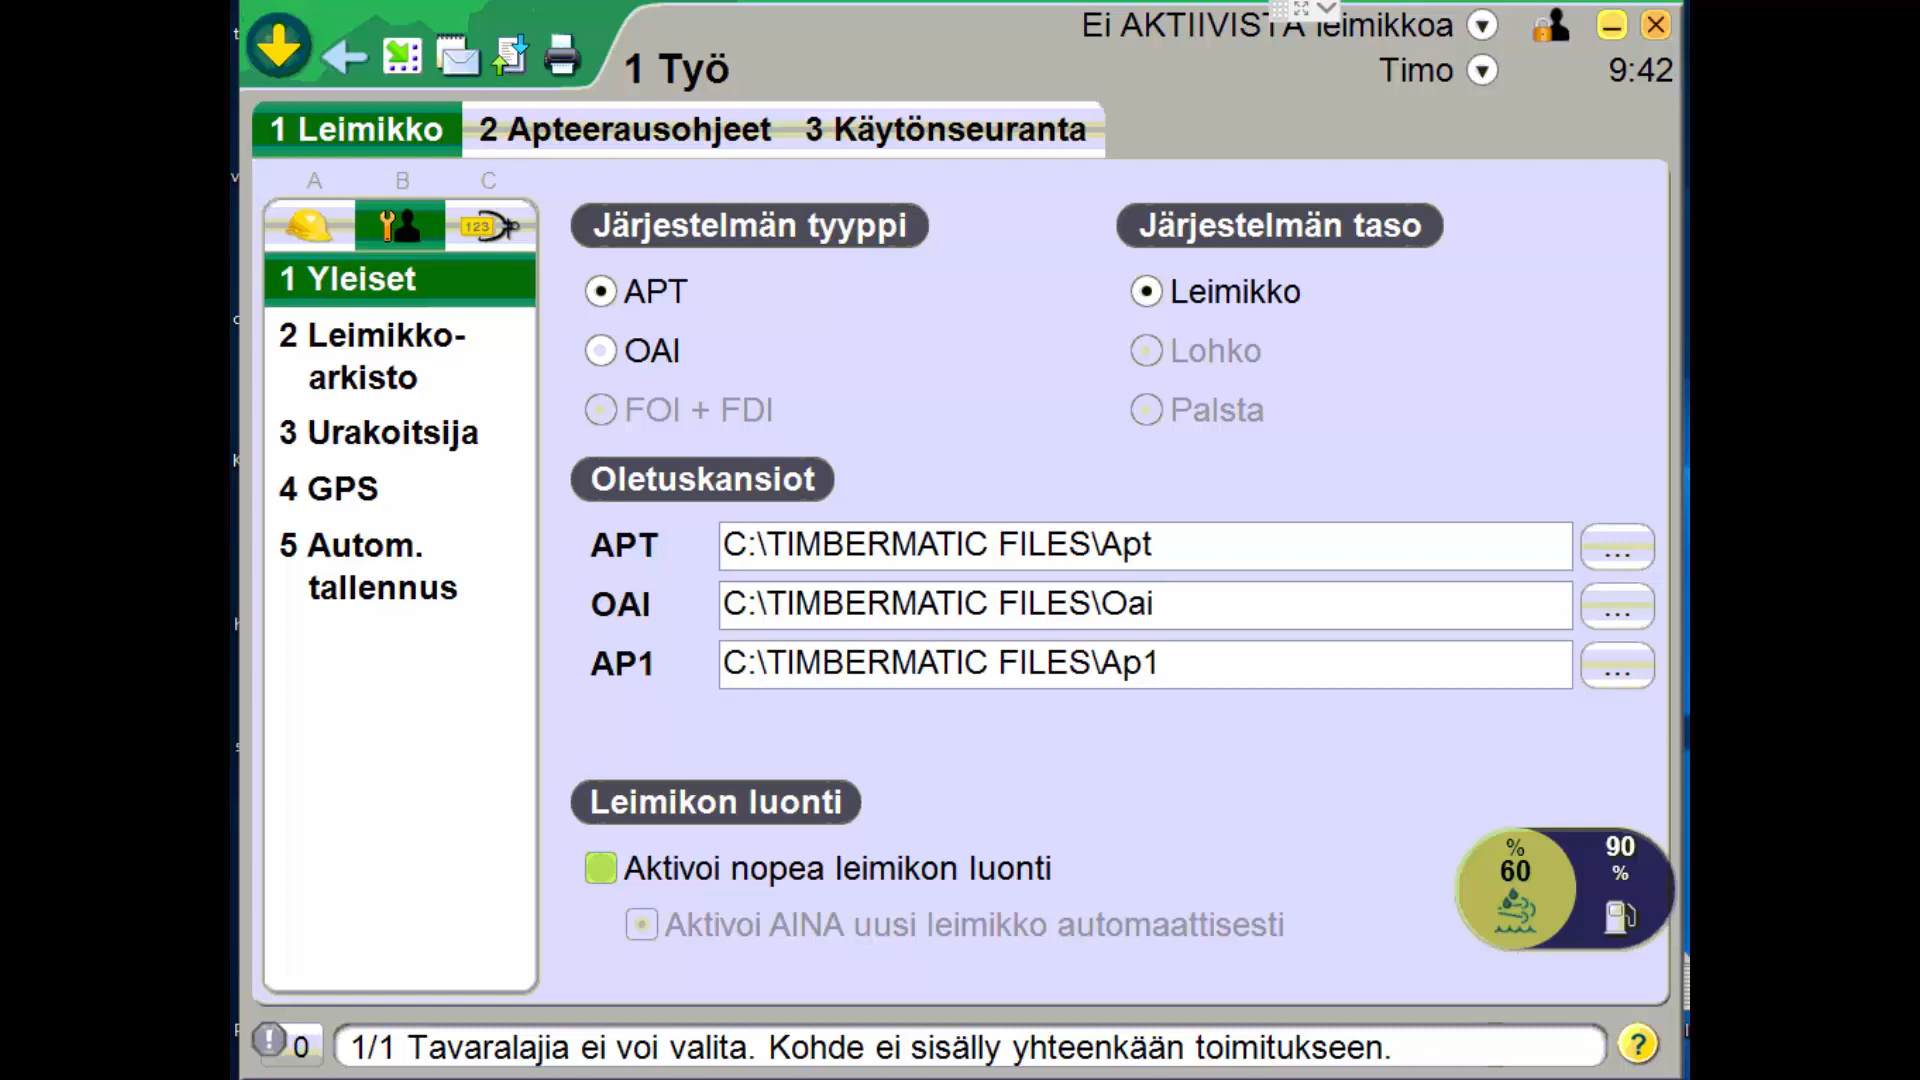 Ei AKTIIVISTA leimikkoa
1 Työ
Timo
9:42
1 Leimikko
2 Apteerausohjeet
3 Käytönseuranta
A B C
123
1 Yleiset
2 Leimikko-
arkisto
3 Urakoitsija
4 GPS
5 Autom.
tallennus
Järjestelmän tyyppi
APT
OAI
FOI + FDI
Järjestelmän taso
Leimikko
Lohko
Palsta
Oletuskansiot
APT C:\TIMBERMATIC FILES\Apt ...
OAI C:\TIMBERMATIC FILES\Oai ...
AP1 C:\TIMBERMATIC FILES\Ap1 ...
Leimikon luonti
Aktivoi nopea leimikon luonti
Aktivoi AINA uusi leimikko automaattisesti
%
60
90
%
0
1/1 Tavaralajia ei voi valita. Kohde ei sisälly yhteenkään toimitukseen.
?